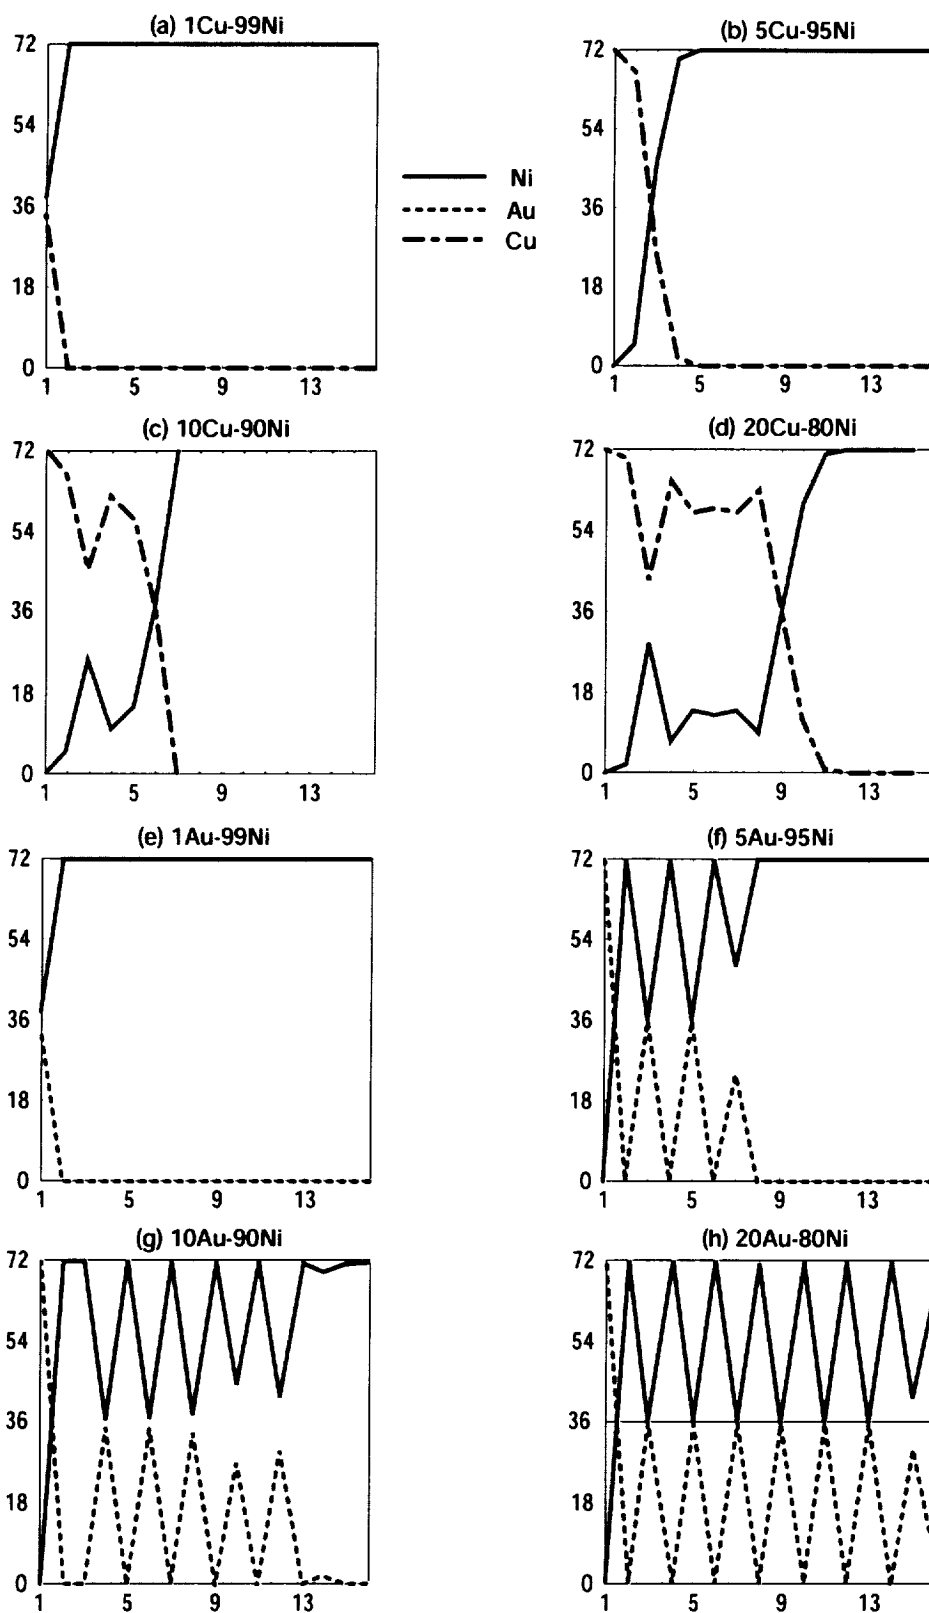 (a) 1Cu-99Ni
72
54
36
18
0
1 5 9 13
Ni
Au
Cu
(b) 5Cu-95Ni
72
54
36
18
0
1 5 9 13
(c) 10Cu-90Ni
72
54
36
18
0
1 5 9 13
(d) 20Cu-80Ni
72
54
36
18
0
1 5 9 13
(e) 1Au-99Ni
72
54
36
18
0
1 5 9 13
(f) 5Au-95Ni
72
54
36
18
0
1 5 9 13
(g) 10Au-90Ni
72
54
36
18
0
1 5 9 13
(h) 20Au-80Ni
72
54
36
18
0
1 5 9 13